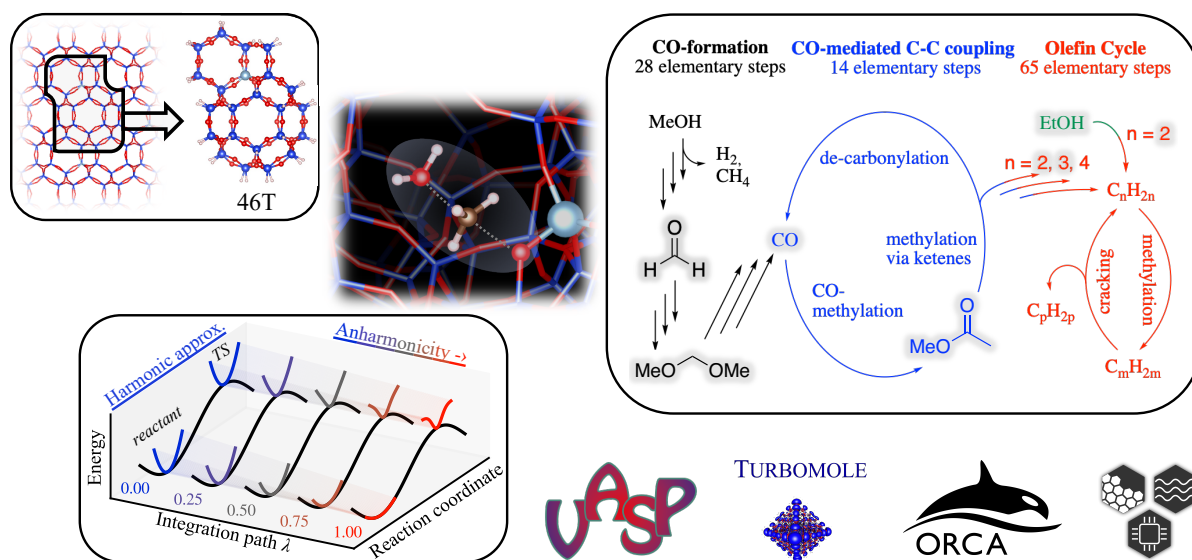 46T
CO-formation
28 elementary steps
CO-mediated C-C coupling
14 elementary steps
Olefin Cycle
65 elementary steps
MeOH
H₂,
CH₄
O
H
H
MeO
OMe
CO
de-carbonylation
methylation
via ketenes
CO-
methylation
O
MeO
EtOH
n = 2
n = 2, 3, 4
CₙH₂ₙ
cracking
methylation
CₚH₂ₚ
CₘH₂ₘ
Harmonic approx.
TS
Anharmonicity ->
reactant
Energy
0.00
0.25
0.50
0.75
1.00
Integration path λ
Reaction coordinate
VASP
TURBOMOLE
ORCA